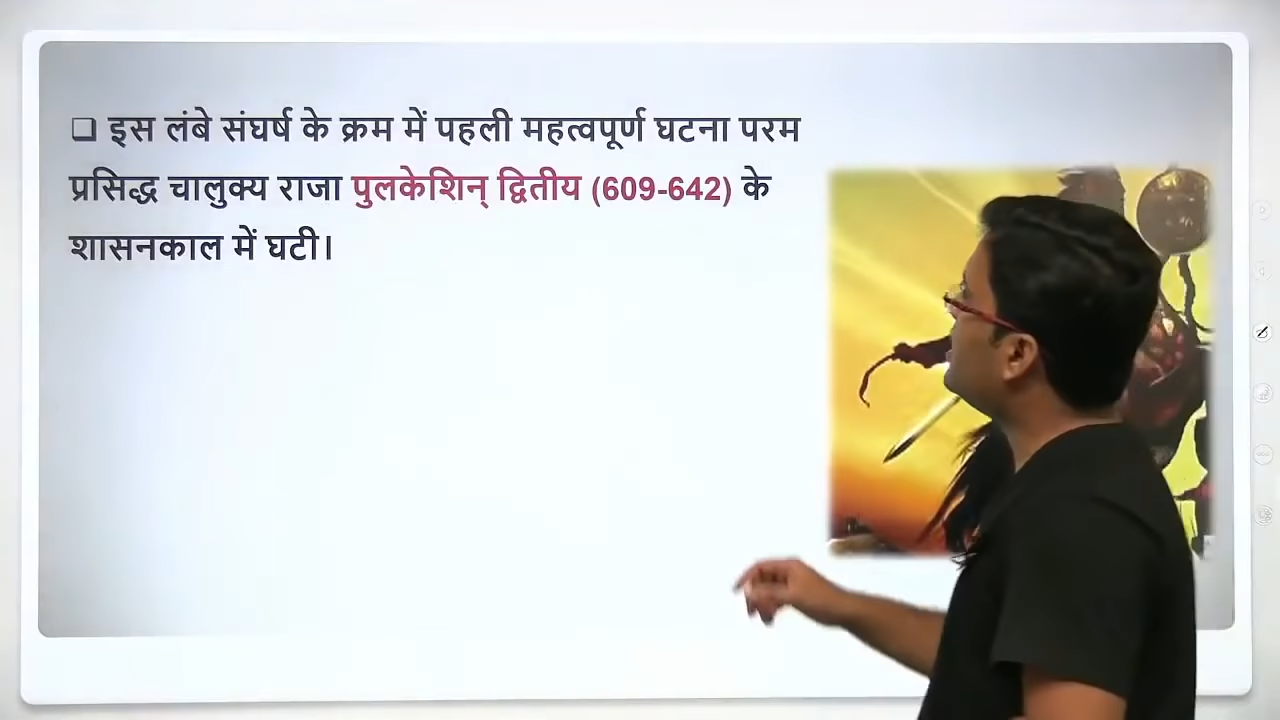 ❑ इस लंबे संघर्ष के क्रम में पहली महत्वपूर्ण घटना परम
प्रसिद्ध चालुक्य राजा पुलकेशिन् द्वितीय (609-642) के
शासनकाल में घटी।